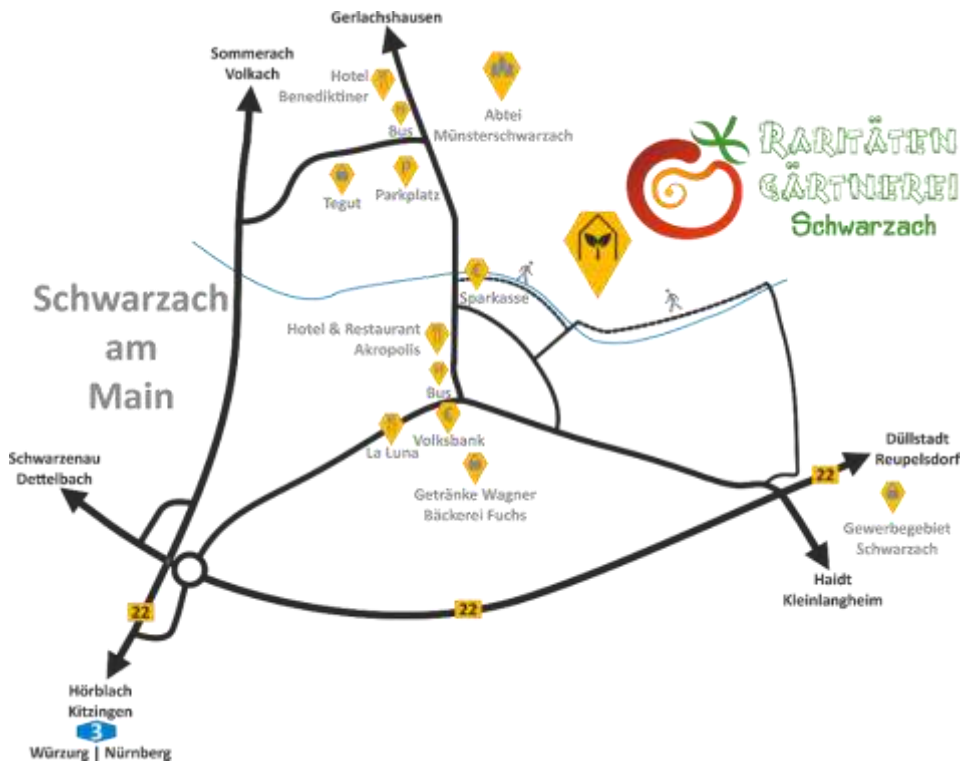 Gerlachshausen
Sommerach
Volkach
Hotel
Benediktiner
Bus
Abtei
Münsterschwarzach
Tegut
P
Parkplatz
RARITÄTEN
GÄRTNEREI
Schwarzach
€
Sparkasse
Schwarzach
am
Main
Hotel & Restaurant
Akropolis
Bus
€
Volksbank
La Luna
Getränke Wagner
Bäckerei Fuchs
Schwarzenau
Dettelbach
Düllstadt
Reupelsdorf
22
Gewerbegebiet
Schwarzach
Haidt
Kleinlangheim
22
22
Hörblach
Kitzingen
3
Würzurg | Nürnberg